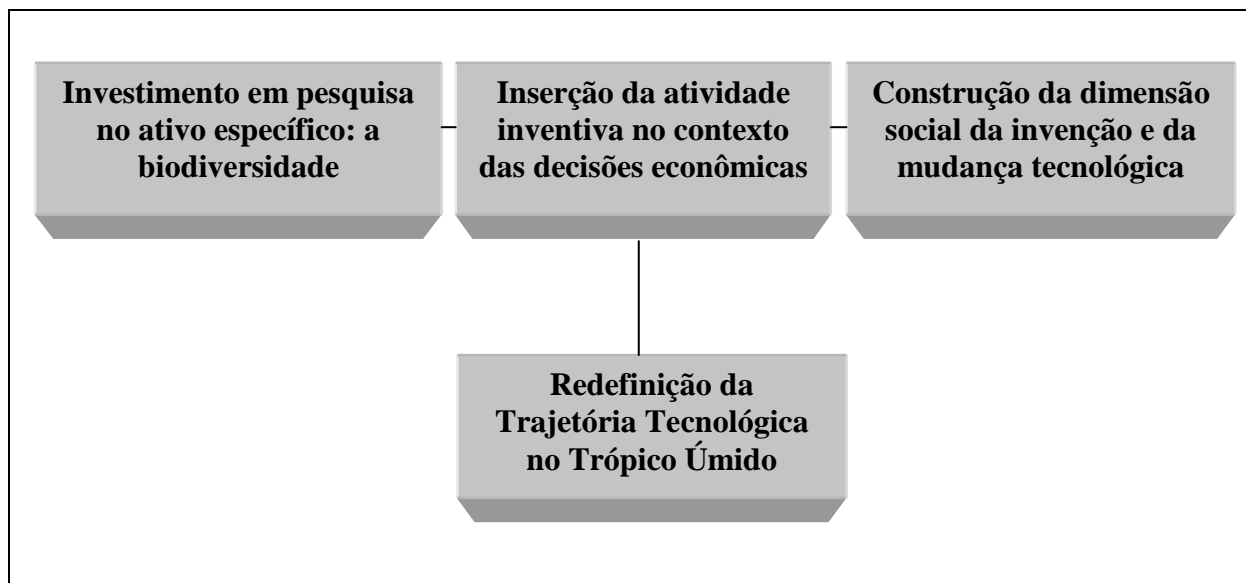 Investimento em pesquisa
no ativo específico: a
biodiversidade
Inserção da atividade
inventiva no contexto
das decisões econômicas
Construção da dimensão
social da invenção e da
mudança tecnológica
Redefinição da
Trajetória Tecnológica
no Trópico Úmido